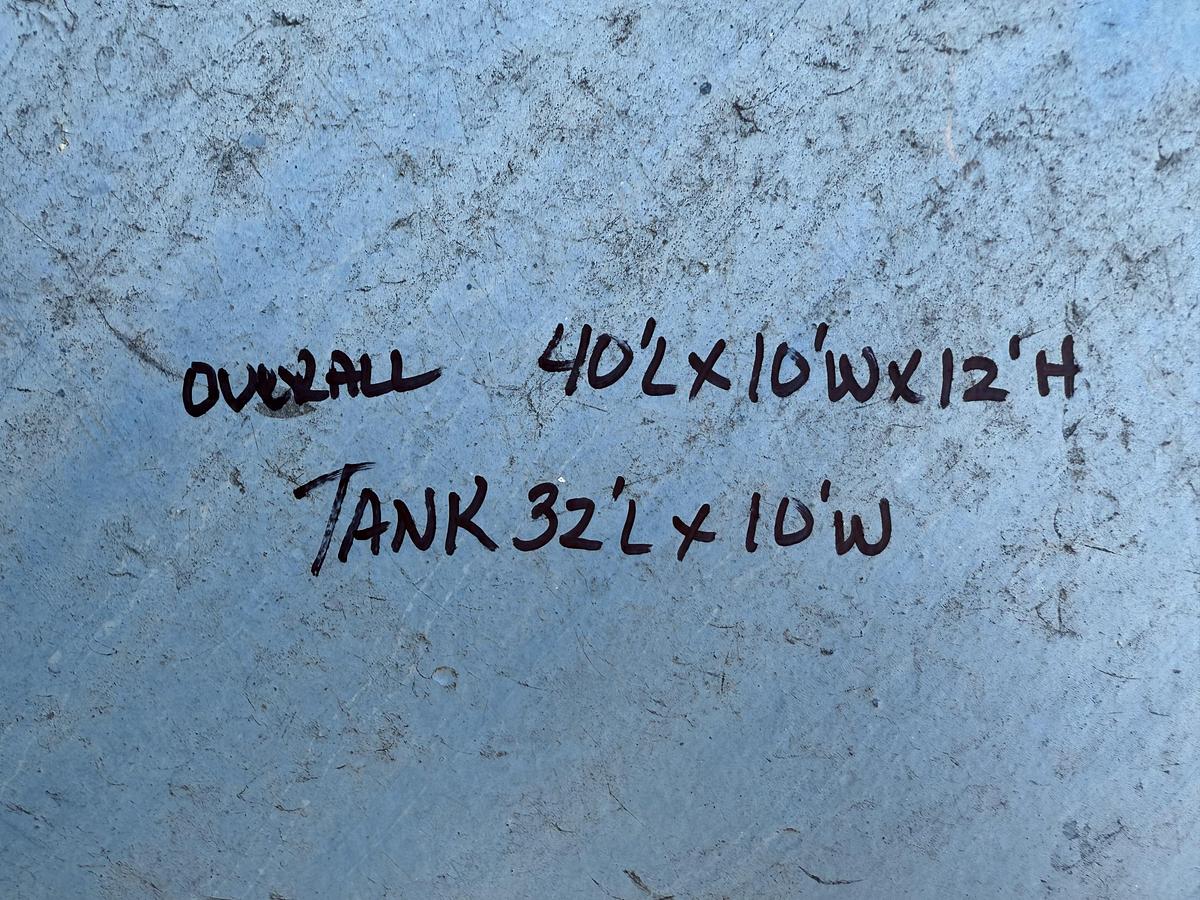 OVERALL 40'L X 10'W X 12'H
TANK 32'L X 10'W